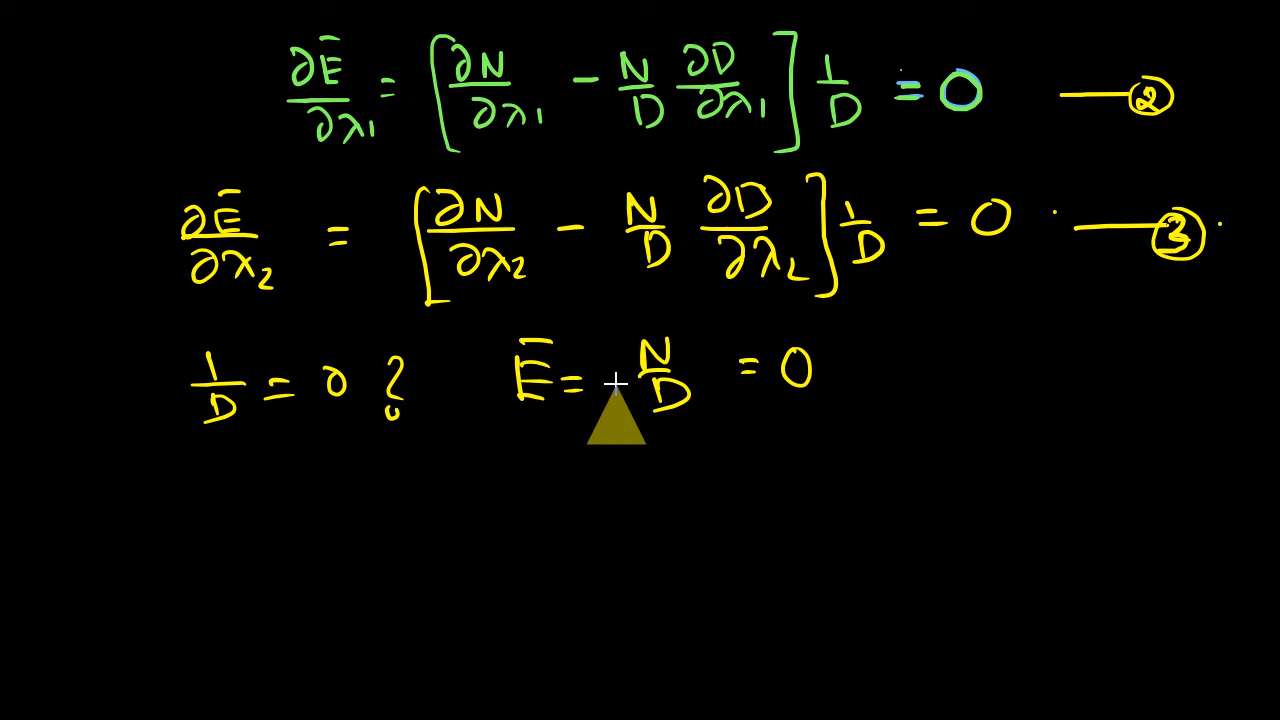 ∂Ē/∂λ₁ = [∂N/∂λ₁ − N/D ∂D/∂λ₁] 1/D = 0 —②
∂Ē/∂λ₂ = [∂N/∂λ₂ − N/D ∂D/∂λ₂] 1/D = 0 —③
1/D = 0 ? Ē = N/D = 0